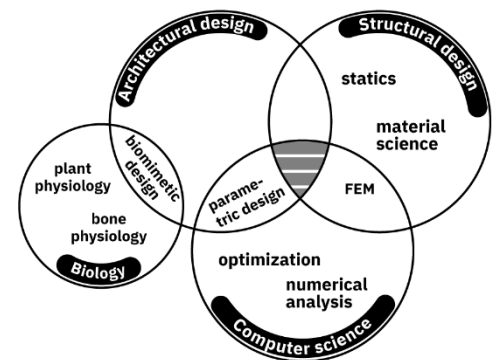 Architectural design
Structural design
statics
material
science
biomimetic
design
plant
physiology
bone
physiology
Biology
parame-
tric design
FEM
optimization
numerical
analysis
Computer science